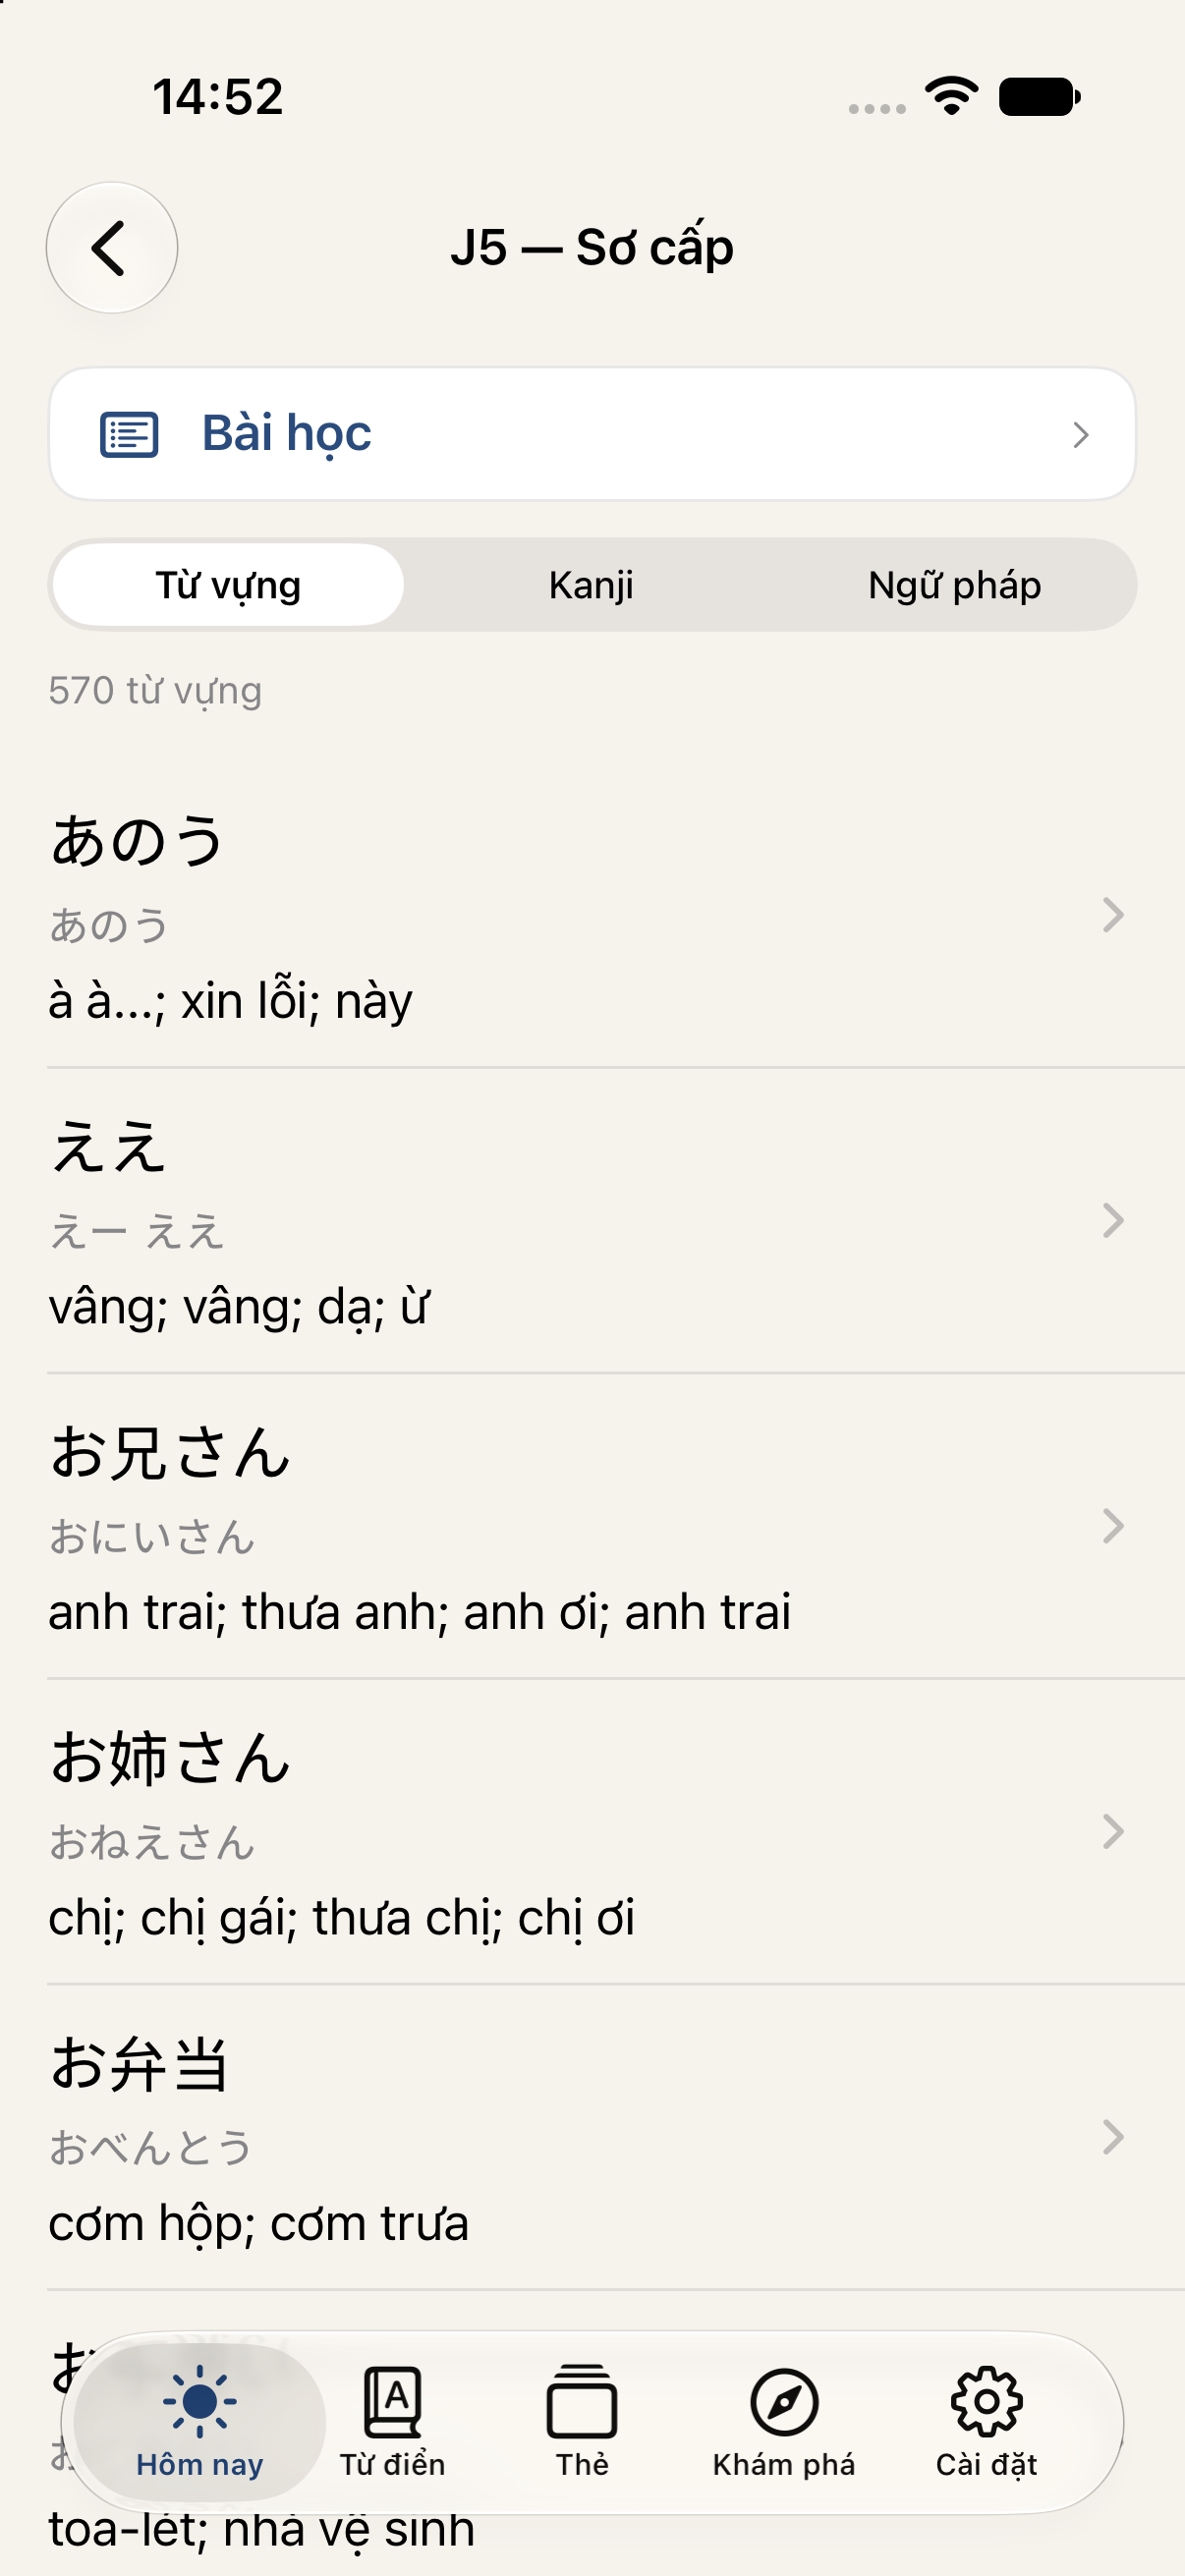 14:52
J5 — Sơ cấp
Bài học
Từ vựng Kanji Ngữ pháp
570 từ vựng
あのう
あのう
à à...; xin lỗi; này
ええ
えー ええ
vâng; vâng; dạ; ừ
お兄さん
おにいさん
anh trai; thưa anh; anh ơi; anh trai
お姉さん
おねえさん
chị; chị gái; thưa chị; chị ơi
お弁当
おべんとう
cơm hộp; cơm trưa
お
お
toa-lét; nhà vệ sinh
Hôm nay Từ điển Thẻ Khám phá Cài đặt